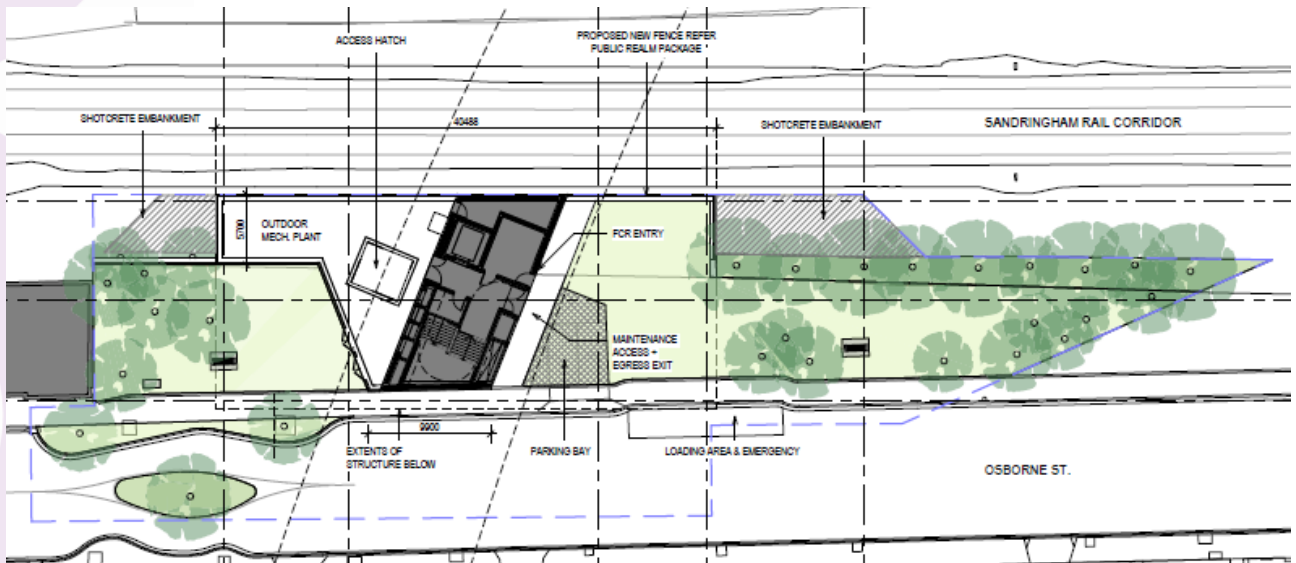 ACCESS HATCH
PROPOSED NEW FENCE REFER
PUBLIC REALM PACKAGE
SHOTCRETE EMBANKMENT
40488
SHOTCRETE EMBANKMENT
SANDRINGHAM RAIL CORRIDOR
5700
OUTDOOR
MECH. PLANT
FCR ENTRY
MAINTENANCE
ACCESS +
EGRESS EXIT
9900
EXTENTS OF
STRUCTURE BELOW
PARKING BAY
LOADING AREA & EMERGENCY
OSBORNE ST.